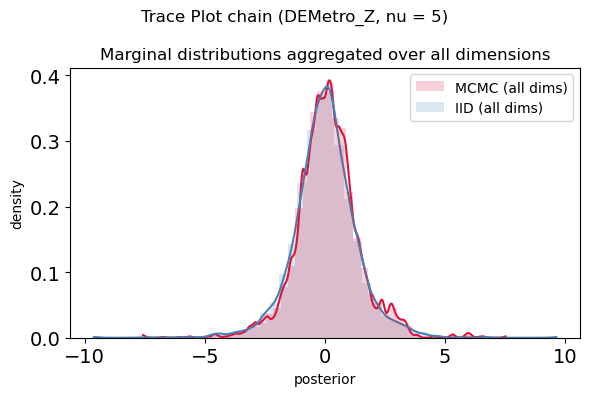 Trace Plot chain (DEMetro_Z, nu = 5)
Marginal distributions aggregated over all dimensions
MCMC (all dims)
IID (all dims)
density
0.4
0.3
0.2
0.1
0.0
−10
−5
0
5
10
posterior